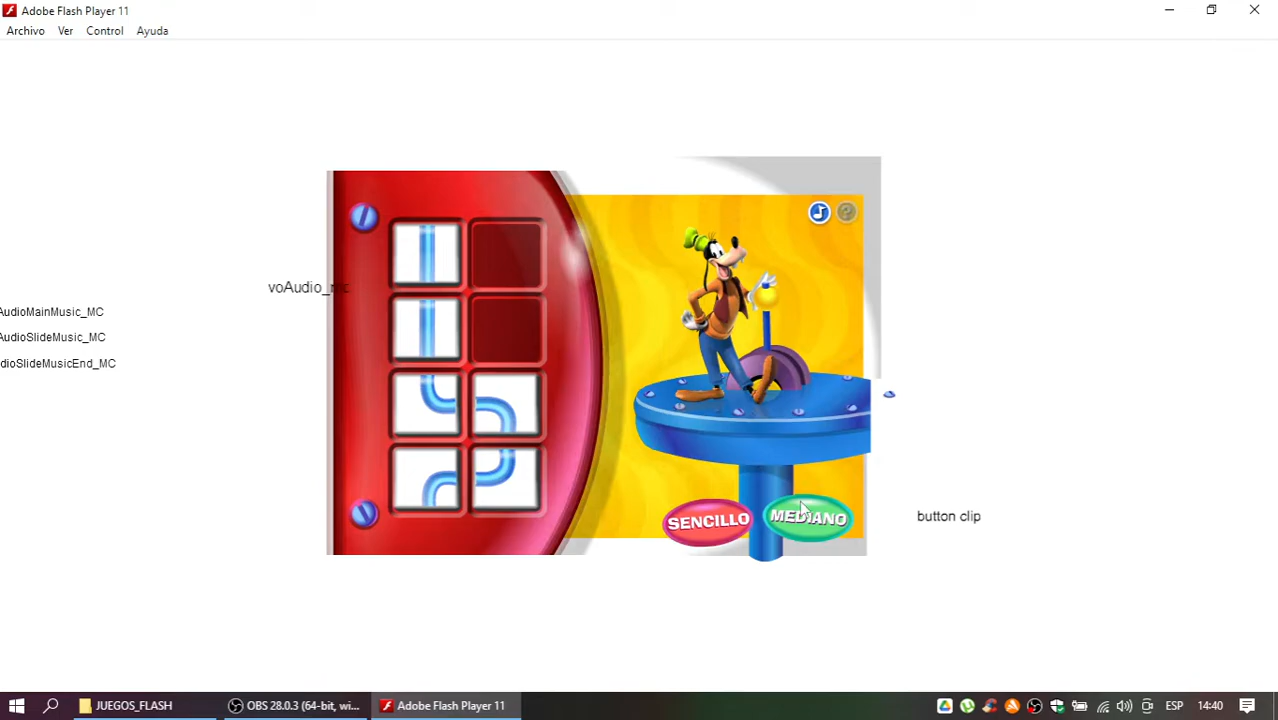 Adobe Flash Player 11
Archivo Ver Control Ayuda
voAudio_mc
AudioMainMusic_MC
AudioSlideMusic_MC
dioSlideMusicEnd_MC
SENCILLO
MEDIANO
button clip
JUEGOS_FLASH
OBS 28.0.3 (64-bit, wi...
Adobe Flash Player 11
ESP
14:40